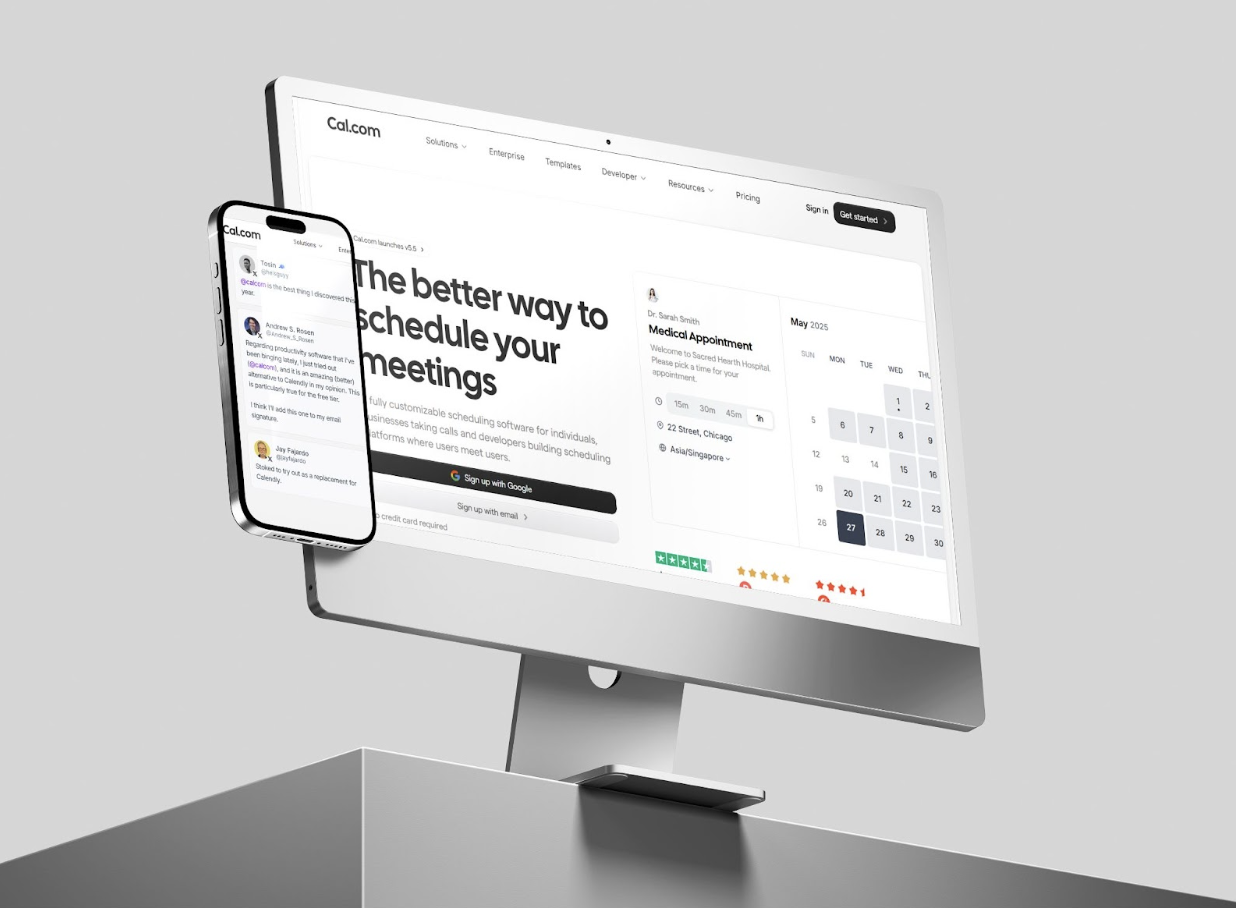 Cal.com
Solutions
Enterprise
Templates
Developer
Resources
Pricing
Sign in
Get started
Cal.com launches v5.6
The better way to
schedule your
meetings
fully customizable scheduling software for individuals,
businesses taking calls and developers building scheduling
platforms where users meet users.
Sign up with Google
Sign up with email
credit card required
Dr. Sarah Smith
Medical Appointment
Welcome to Sacred Hearth Hospital.
Please pick a time for your
appointment.
15m 30m 45m 1h
22 Street, Chicago
Asia/Singapore
May 2025
SUN MON TUE WED THU
1 2
5 6 7 8 9
12 13 14 15 16
19 20 21 22 23
26 27 28 29 30
Cal.com
Solutions
Tosin
@calcom is the best thing I discovered this
year.
Andrew S. Rosen
@Andrew_S_Rosen
Regarding productivity software that I've
been binging lately, I just tried out
(@calcom), and it is an amazing (better)
alternative to Calendly in my opinion. This
is particularly true for the free tier.
I think I'll add this one to my email
signature.
Jay Fajardo
@jayfajardo
Stoked to try out as a replacement for
Calendly.